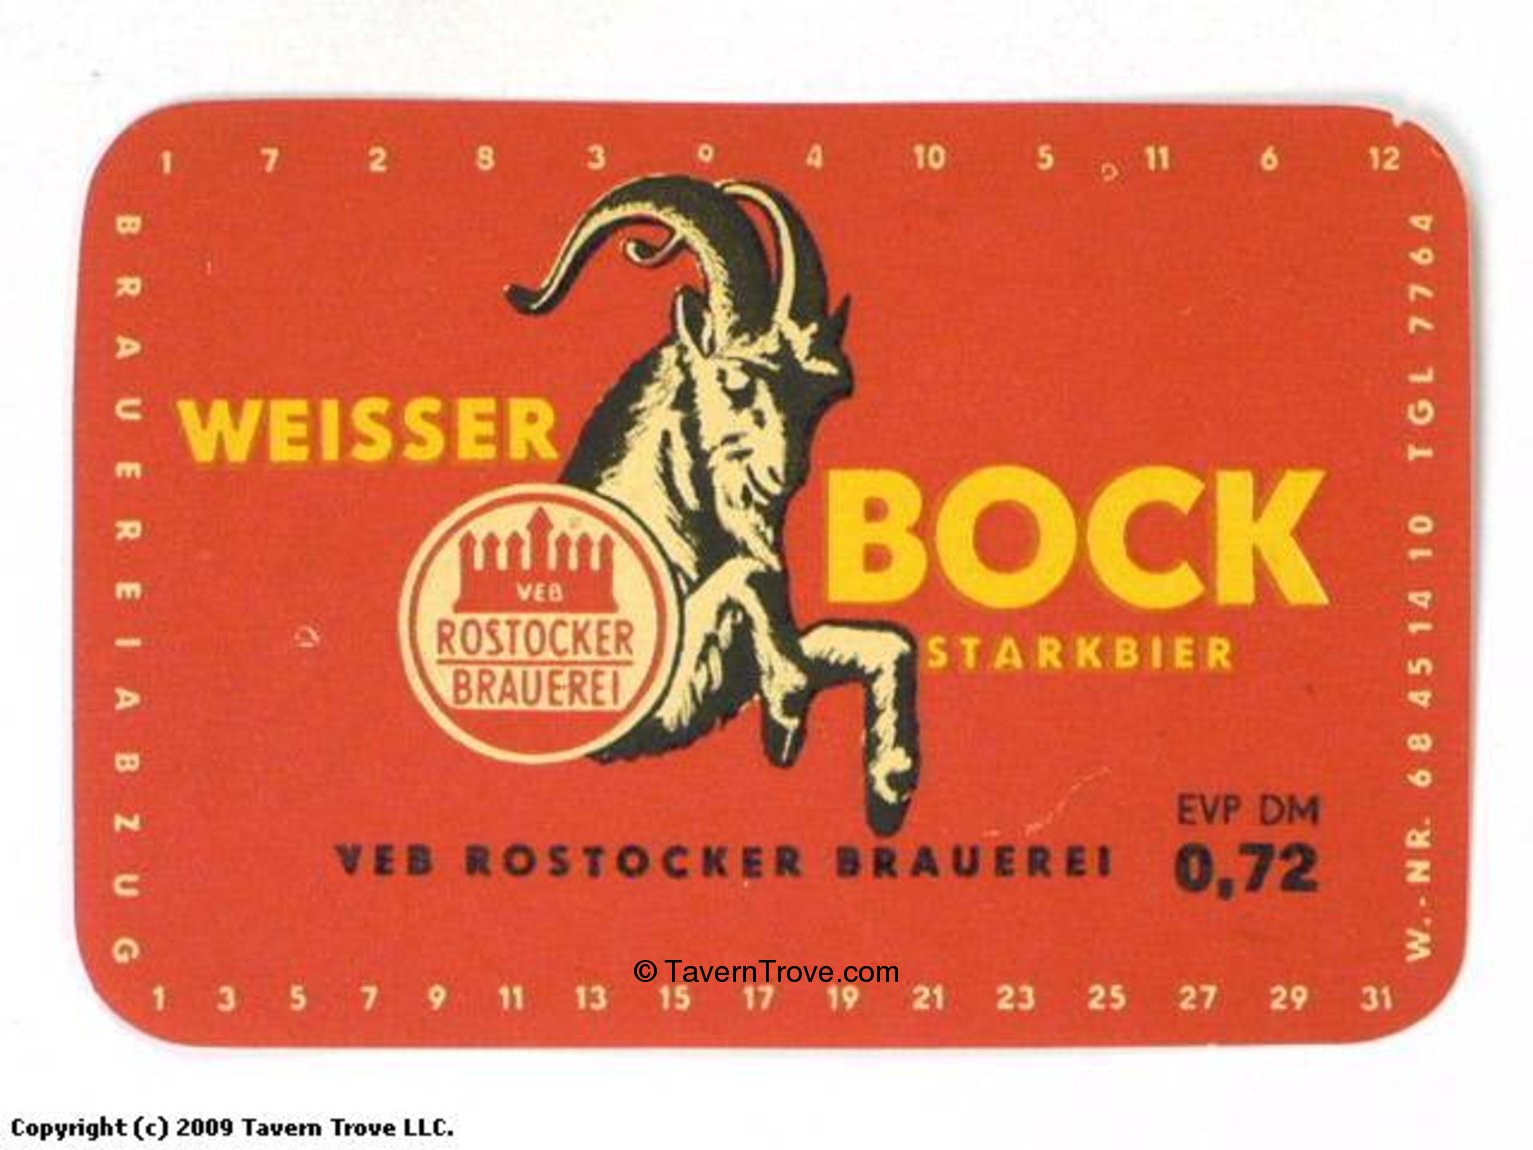 1 7 2 8 3 9 4 10 5 11 6 12
BRAUEREIABZUG
WEISSER
BOCK
STARKBIER
VEB
ROSTOCKER
BRAUEREI
EVP DM
0,72
VEB ROSTOCKER BRAUEREI
W.-NR. 68 45 14 10 TGL 7764
© TavernTrove.com
1 3 5 7 9 11 13 15 17 19 21 23 25 27 29 31
Copyright (c) 2009 Tavern Trove LLC.